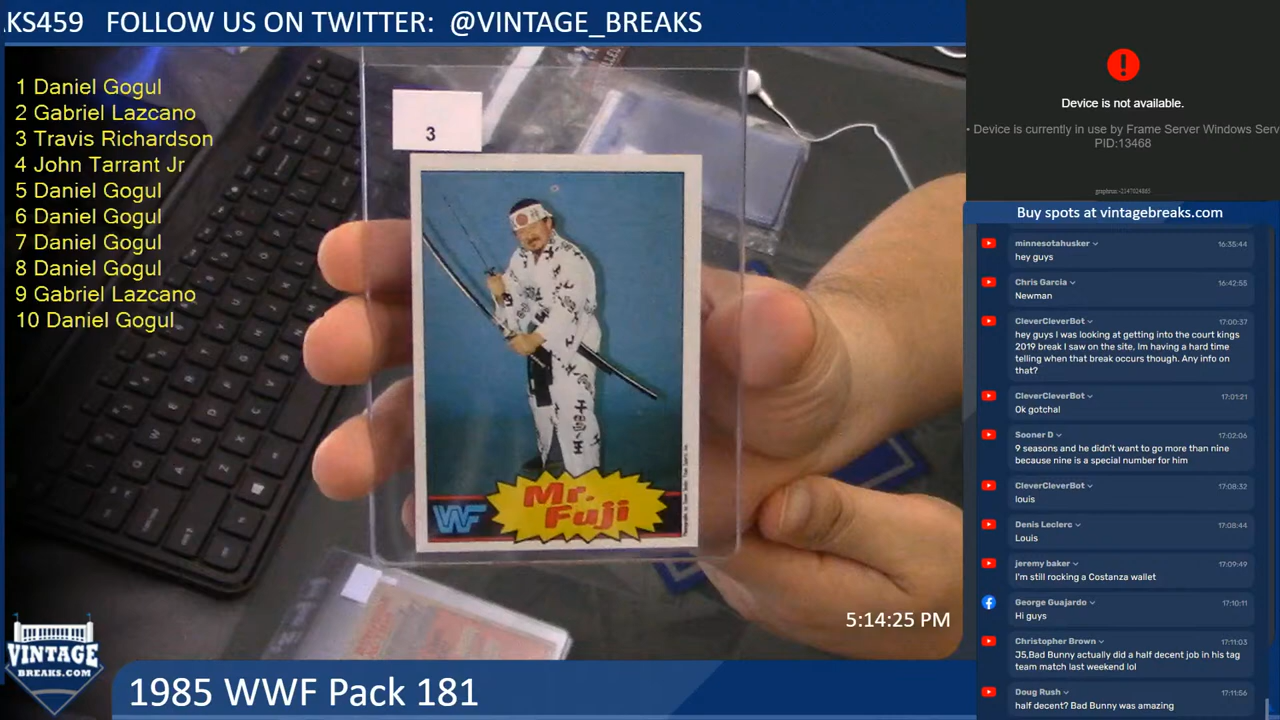 KS459 FOLLOW US ON TWITTER: @VINTAGE_BREAKS
1 Daniel Gogul
2 Gabriel Lazcano
3 Travis Richardson
4 John Tarrant Jr
5 Daniel Gogul
6 Daniel Gogul
7 Daniel Gogul
8 Daniel Gogul
9 Gabriel Lazcano
10 Daniel Gogul
3
WF
Mr.
Fuji
5:14:25 PM
VINTAGE
BREAKS.COM
1985 WWF Pack 181
Device is not available.
• Device is currently in use by Frame Server Windows Serv
PID:13468
Buy spots at vintagebreaks.com
minnesotahusker 16:35:44
hey guys
Chris Garcia 16:42:55
Newman
CleverCleverBot 17:00:37
hey guys I was looking at getting into the court kings
2019 break I saw on the site, Im having a hard time
telling when that break occurs though. Any info on
that?
CleverCleverBot 17:01:21
Ok gotcha!
Sooner D 17:02:06
9 seasons and he didn't want to go more than nine
because nine is a special number for him
CleverCleverBot 17:08:32
louis
Denis Leclerc 17:08:44
Louis
jeremy baker 17:09:49
I'm still rocking a Costanza wallet
George Guajardo 17:10:11
Hi guys
Christopher Brown 17:11:03
J5,Bad Bunny actually did a half decent job in his tag
team match last weekend lol
Doug Rush 17:11:56
half decent? Bad Bunny was amazing